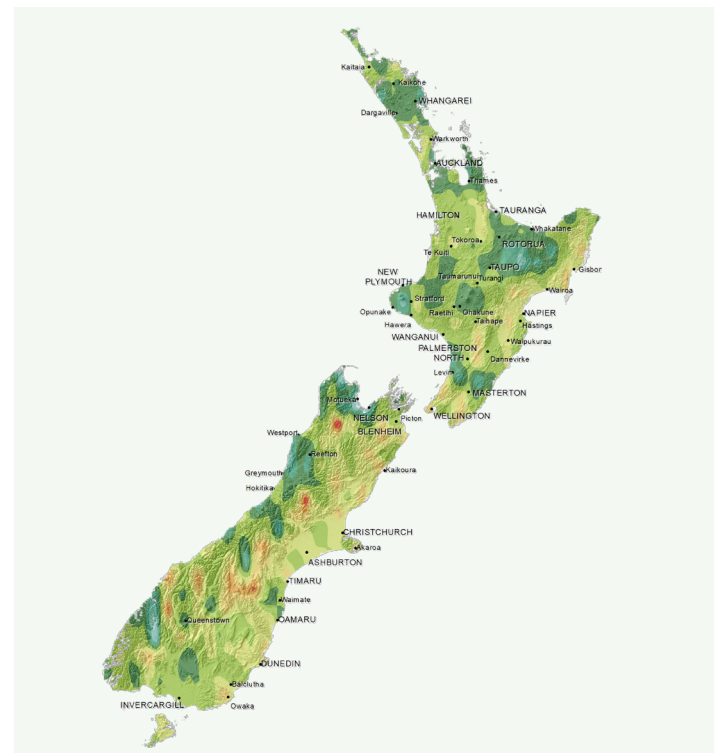 Kaitaia
Kaikohe
WHANGAREI
Dargaville
Warkworth
AUCKLAND
Thames
TAURANGA
HAMILTON
Whakatane
Tokoroa
ROTORUA
Te Kuiti
TAUPO
Gisbor
Taumarunui
Turangi
NEW
PLYMOUTH
Wairoa
Stratford
Opunake
Raetihi
Ohakune
NAPIER
Hawera
Taihape
Hastings
WANGANUI
Waipukurau
PALMERSTON
NORTH
Dannevirke
Levin
MASTERTON
Motueka
WELLINGTON
NELSON
Picton
BLENHEIM
Westport
Reefton
Kaikoura
Greymouth
Hokitika
CHRISTCHURCH
Akaroa
ASHBURTON
TIMARU
Waimate
Queenstown
OAMARU
DUNEDIN
Balclutha
INVERCARGILL
Owaka